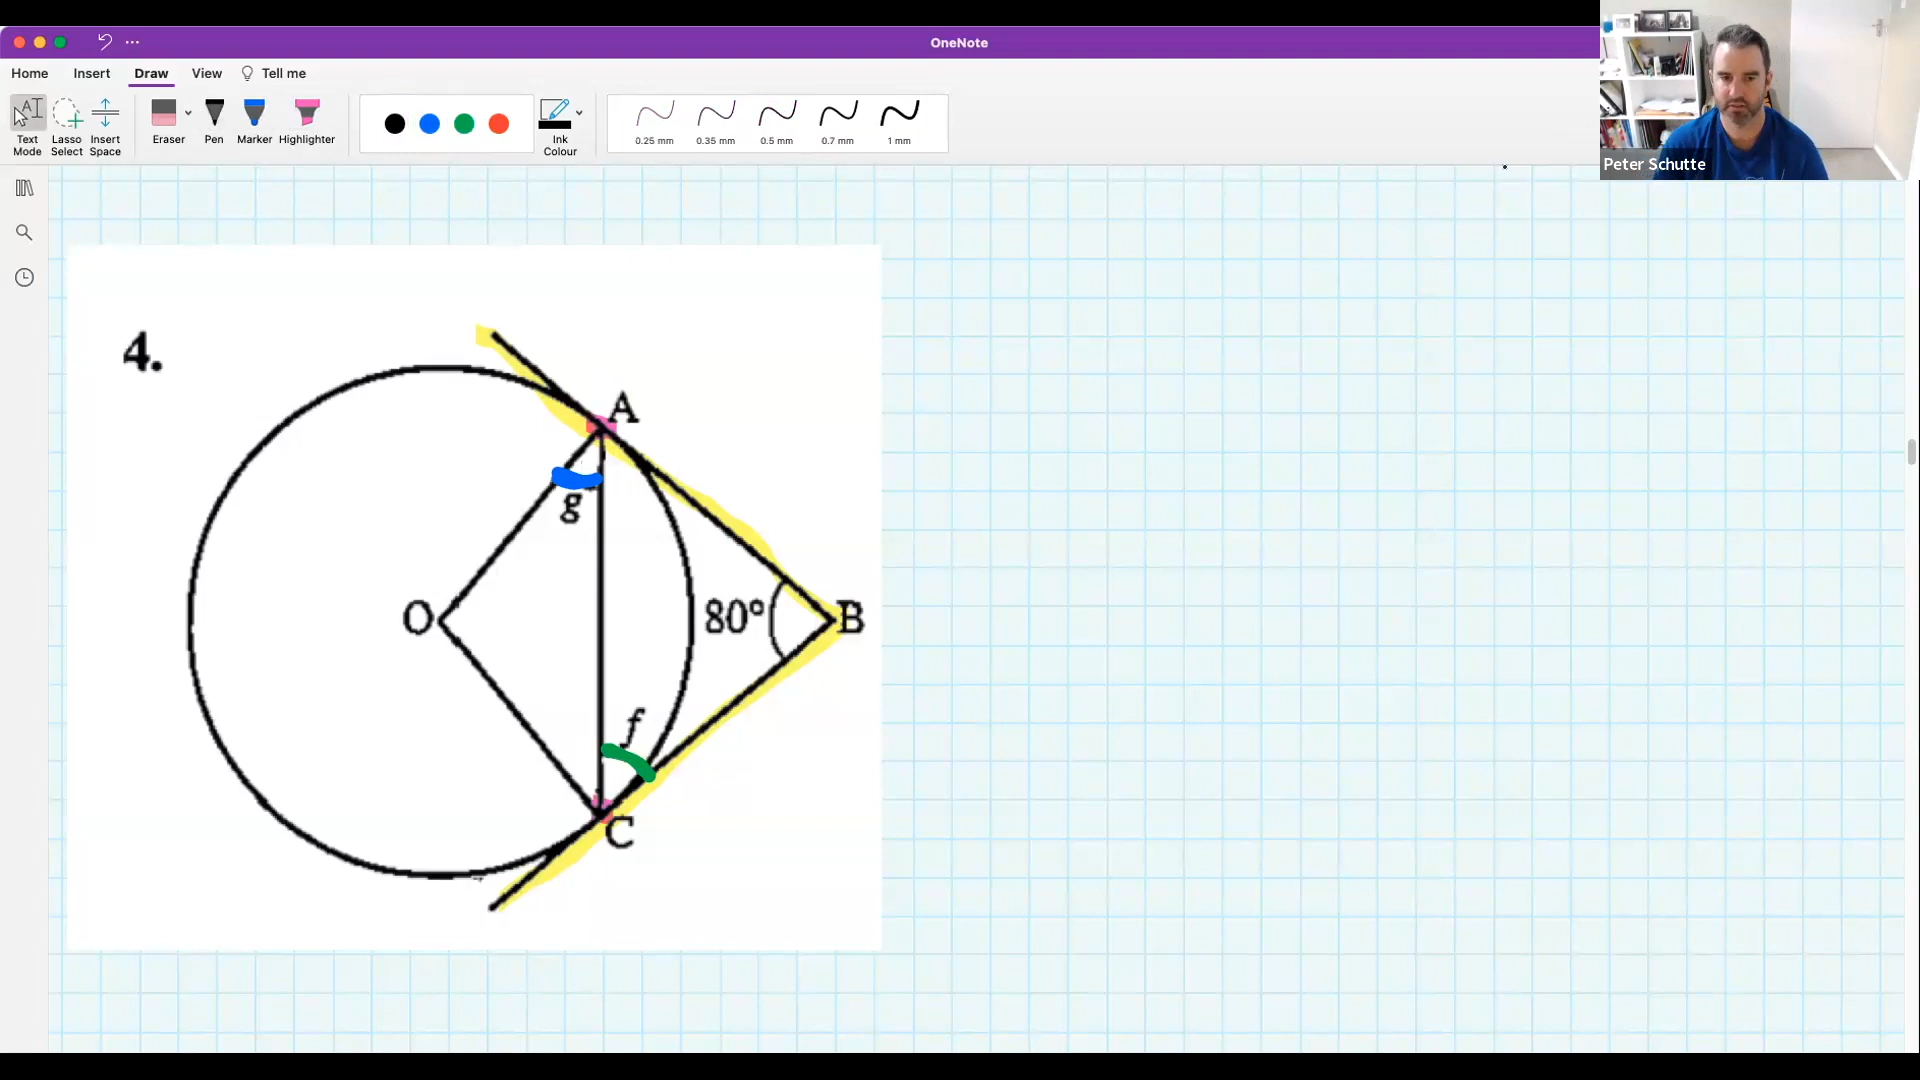 OneNote
Home Insert Draw View Tell me
Text Mode
Lasso Select
Insert Space
Eraser
Pen
Marker
Highlighter
Ink Colour
0.25 mm
0.35 mm
0.5 mm
0.7 mm
1 mm
Peter Schutte
4.
A
g
O
80°
B
f
C